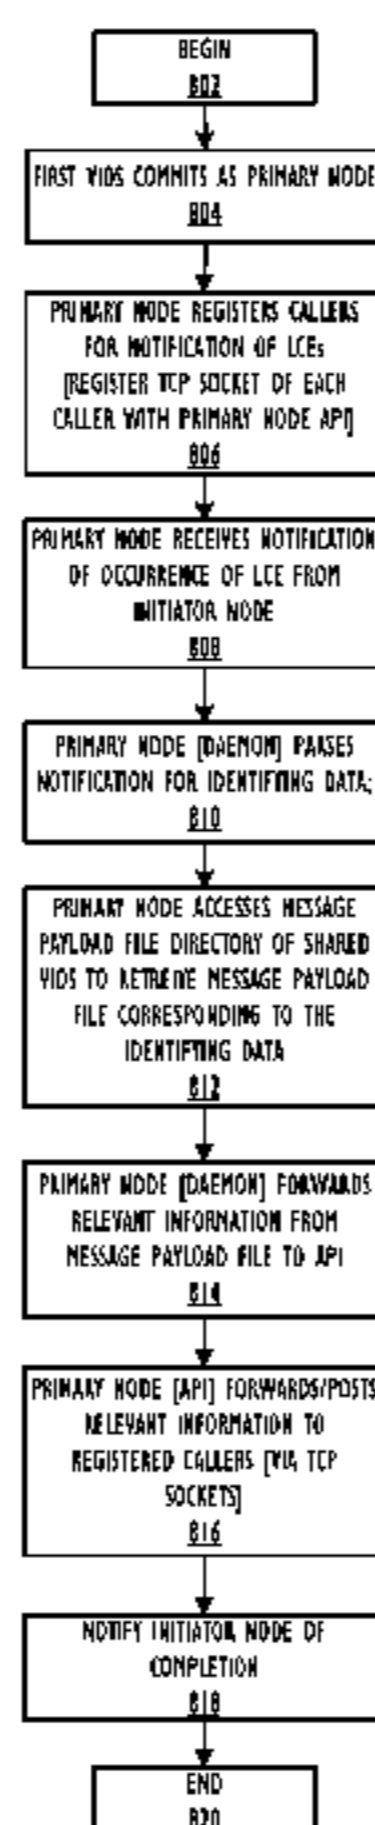 BEGIN
802
FIRST VIOS COMMITS AS PRIMARY NODE
804
PRIMARY NODE REGISTERS CALLERS
FOR NOTIFICATION OF LCEs
[REGISTER TCP SOCKET OF EACH
CALLER WITH PRIMARY NODE API]
806
PRIMARY NODE RECEIVES NOTIFICATION
OF OCCURRENCE OF LCE FROM
INITIATOR NODE
808
PRIMARY NODE [DAEMON] PARSES
NOTIFICATION FOR IDENTIFYING DATA;
810
PRIMARY NODE ACCESSES MESSAGE
PAYLOAD FILE DIRECTORY OF SHARED
VIOS TO RETRIEVE MESSAGE PAYLOAD
FILE CORRESPONDING TO THE
IDENTIFYING DATA
812
PRIMARY NODE [DAEMON] FORWARDS
RELEVANT INFORMATION FROM
MESSAGE PAYLOAD FILE TO API
814
PRIMARY NODE [API] FORWARDS/POSTS
RELEVANT INFORMATION TO
REGISTERED CALLERS [VIA TCP
SOCKETS]
816
NOTIFY INITIATOR NODE OF
COMPLETION
818
END
820